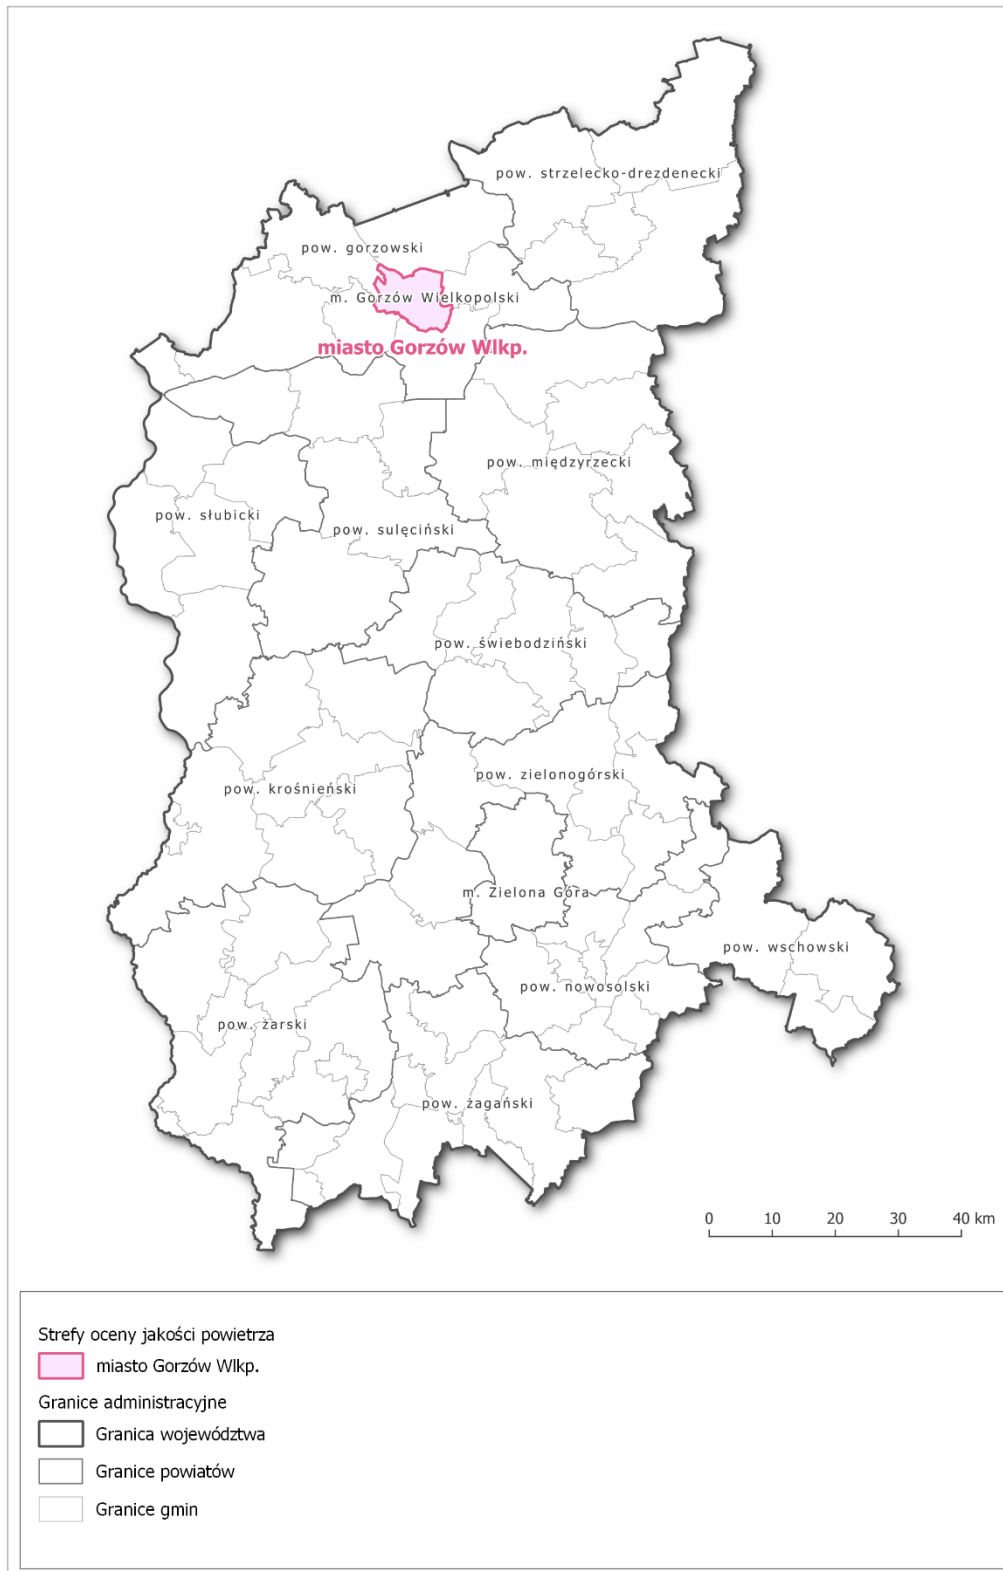 pow. strzelecko-drezdenecki
pow. gorzowski
m. Gorzów Wielkopolski
miasto Gorzów Wlkp.
pow. międzyrzecki
pow. słubicki
pow. sulęciński
pow. świebodziński
pow. zielonogórski
pow. krośnieński
m. Zielona Góra
pow. wschowski
pow. nowosolski
pow. żarski
pow. żagański
0 10 20 30 40 km
Strefy oceny jakości powietrza
miasto Gorzów Wlkp.
Granice administracyjne
Granica województwa
Granice powiatów
Granice gmin